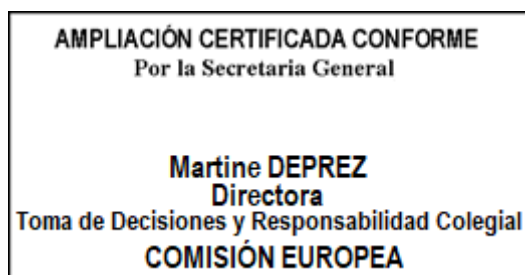 AMPLIACIÓN CERTIFICADA CONFORME
Por la Secretaria General
Martine DEPREZ
Directora
Toma de Decisiones y Responsabilidad Colegial
COMISIÓN EUROPEA